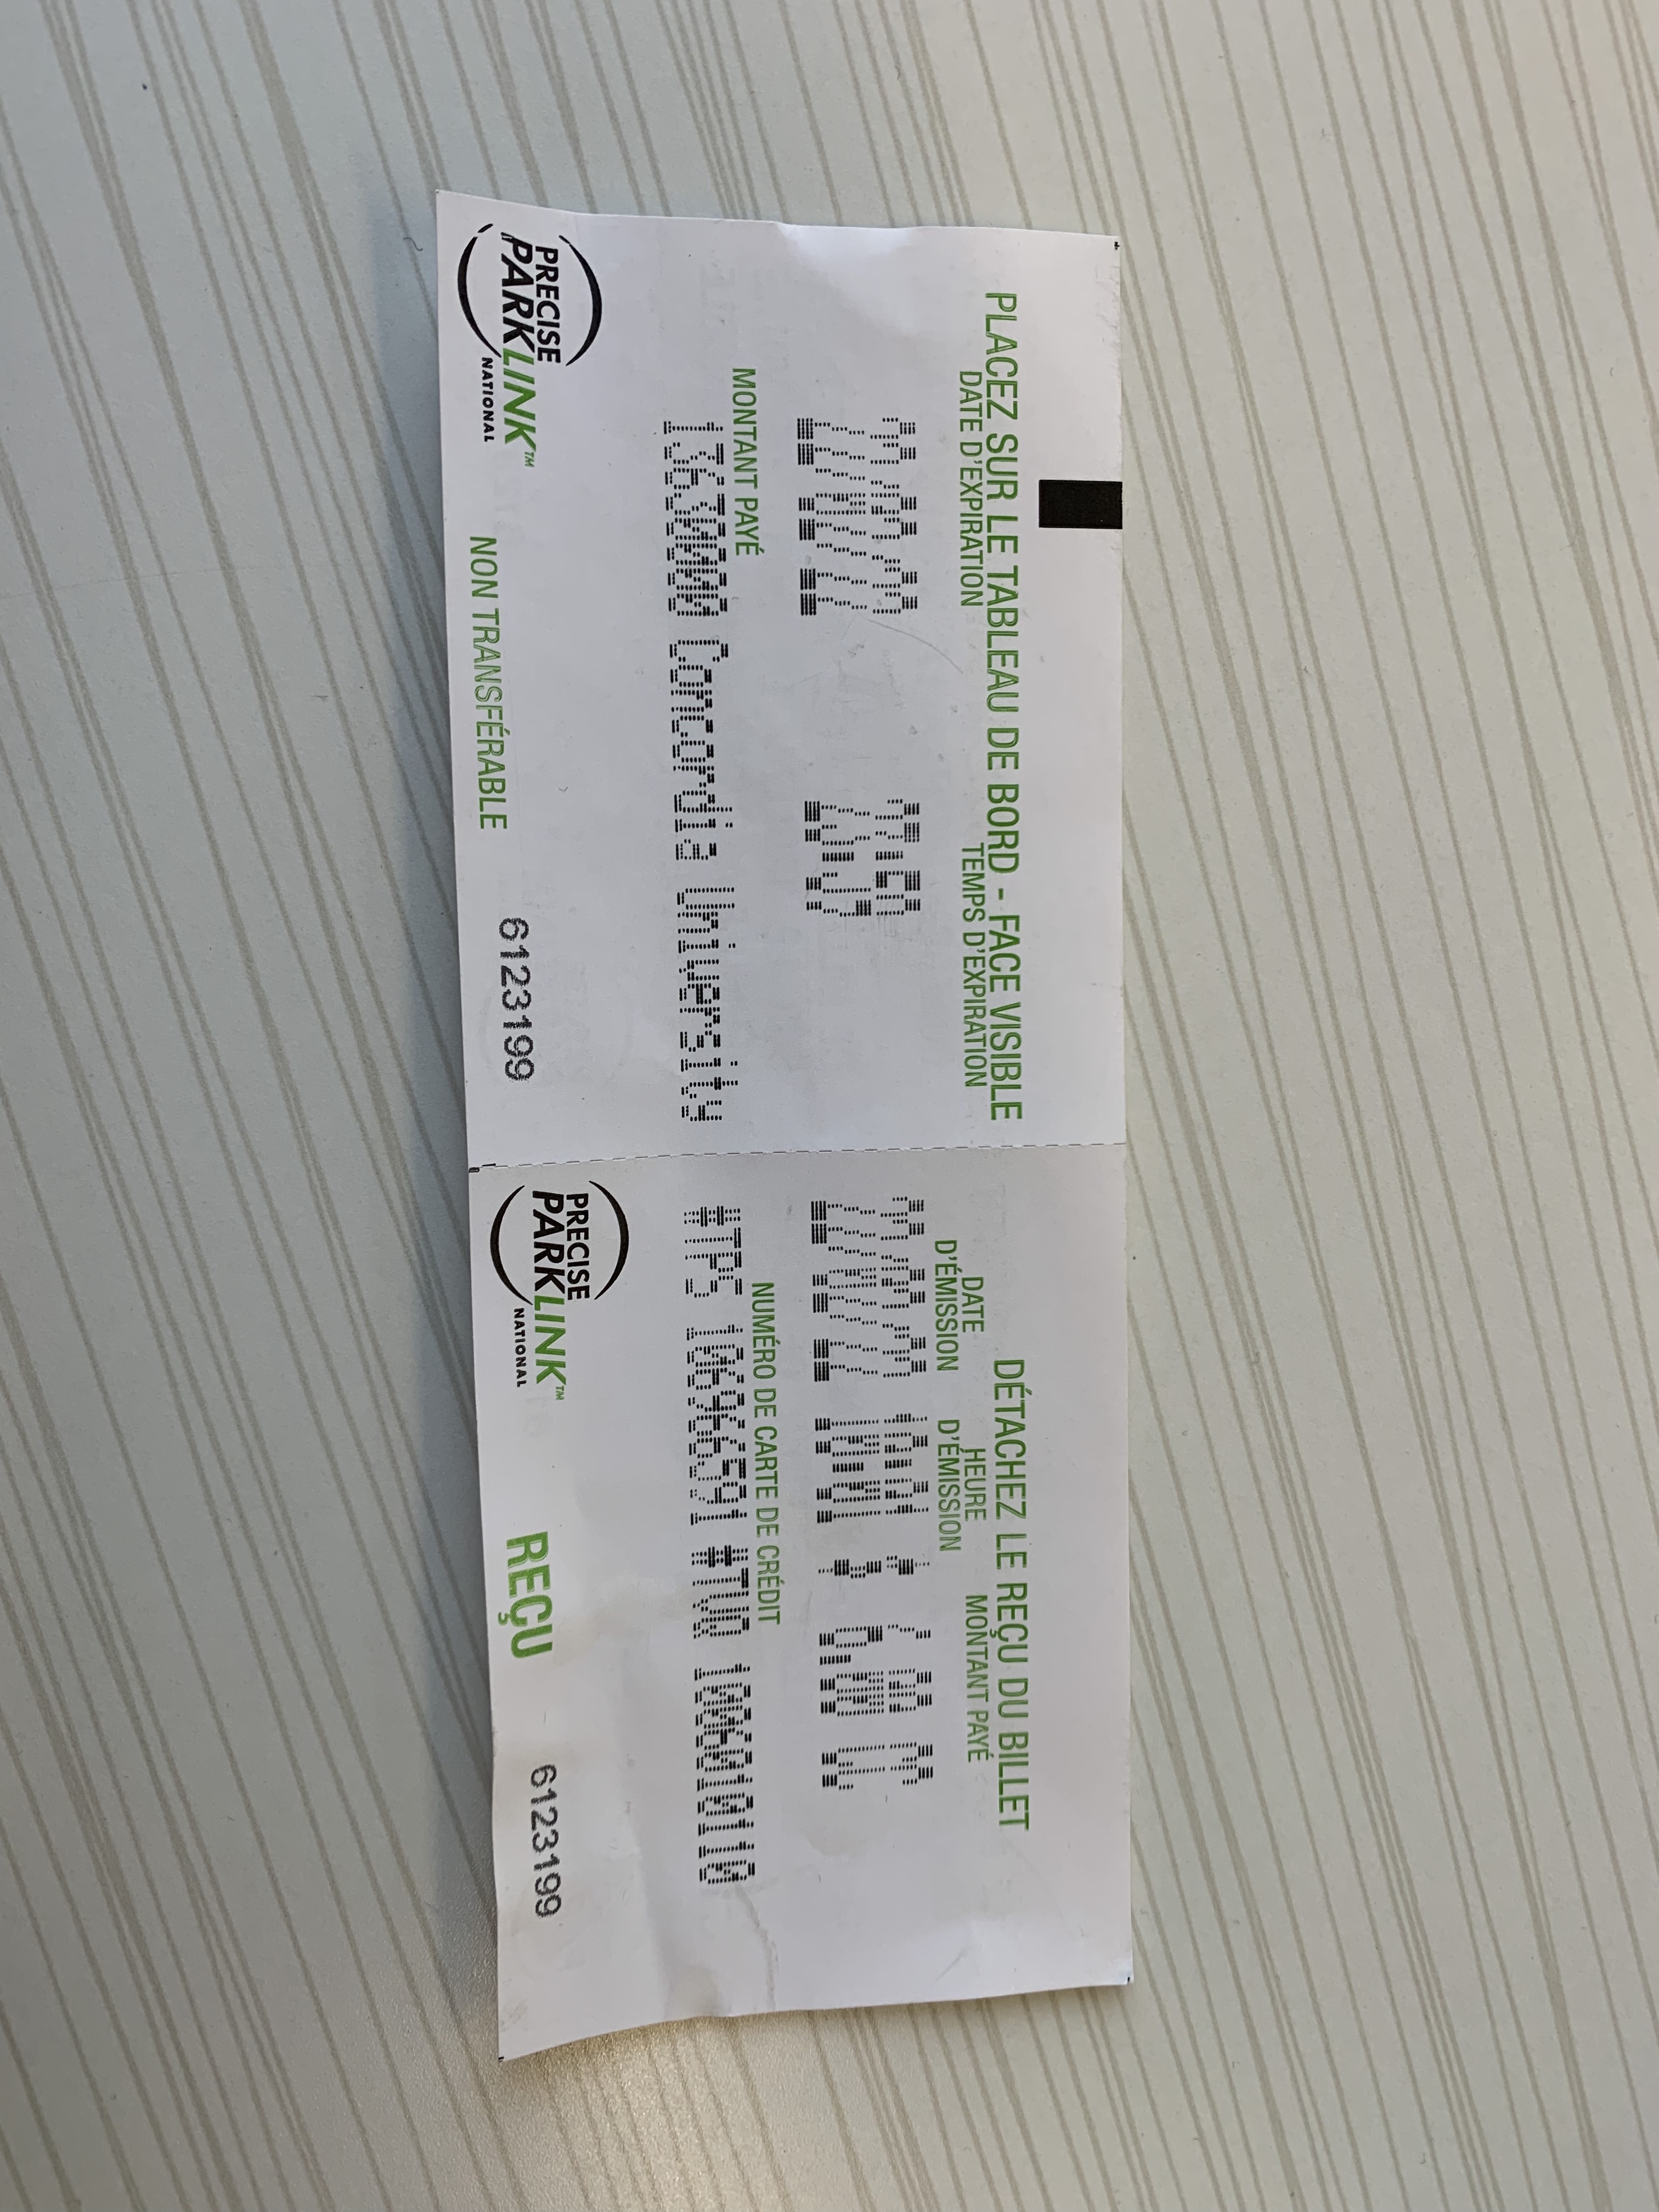 PLACEZ SUR LE TABLEAU DE BORD - FACE VISIBLE
DATE D'EXPIRATION TEMPS D'EXPIRATION
MONTANT PAYÉ
Concordia University
PRECISE
PARKLINK™
NATIONAL
NON TRANSFÉRABLE
6123199
DÉTACHEZ LE REÇU DU BILLET
DATE D'ÉMISSION
HEURE D'ÉMISSION
MONTANT PAYÉ
NUMÉRO DE CARTE DE CRÉDIT
#TPS #TVQ
PRECISE
PARKLINK™
NATIONAL
REÇU
6123199